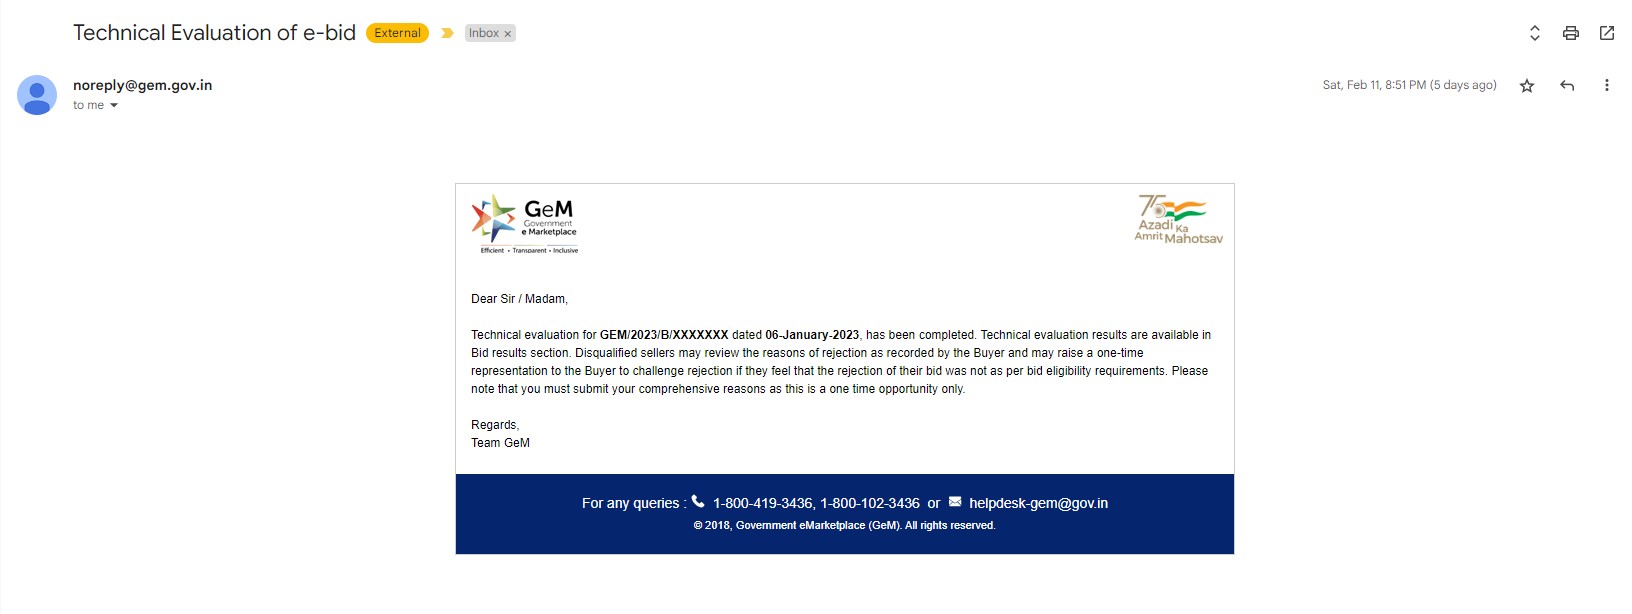 Technical Evaluation of e-bid External Inbox x
noreply@gem.gov.in
Sat, Feb 11, 8:51 PM (5 days ago)
to me
GeM
Government
e Marketplace
Efficient • Transparent • Inclusive
75
Azadi Ka
Amrit Mahotsav
Dear Sir / Madam,
Technical evaluation for GEM/2023/B/XXXXXXX dated 06-January-2023, has been completed. Technical evaluation results are available in
Bid results section. Disqualified sellers may review the reasons of rejection as recorded by the Buyer and may raise a one-time
representation to the Buyer to challenge rejection if they feel that the rejection of their bid was not as per bid eligibility requirements. Please
note that you must submit your comprehensive reasons as this is a one time opportunity only.
Regards,
Team GeM
For any queries : 1-800-419-3436, 1-800-102-3436 or helpdesk-gem@gov.in
© 2018, Government eMarketplace (GeM). All rights reserved.